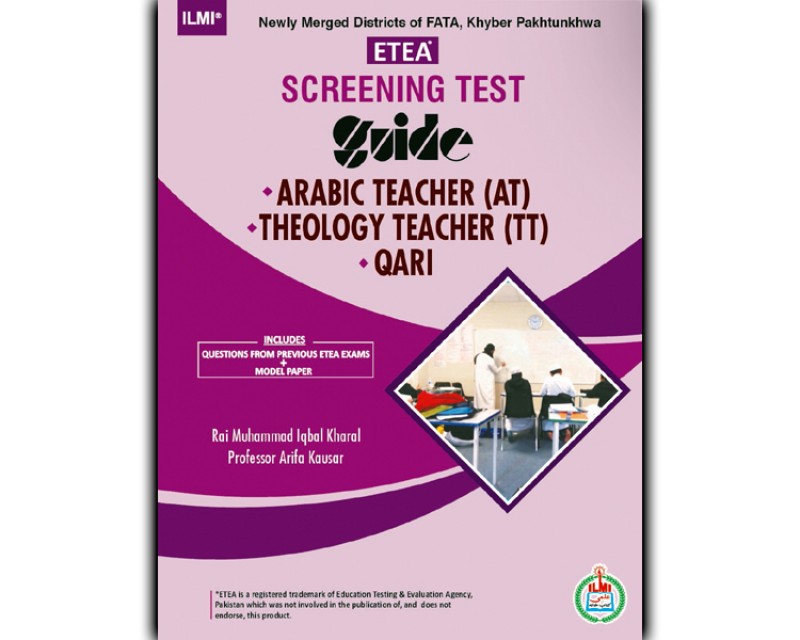 ILMI®
Newly Merged Districts of FATA, Khyber Pakhtunkhwa
ETEA*
SCREENING TEST
guide
ARABIC TEACHER (AT)
THEOLOGY TEACHER (TT)
QARI
INCLUDES
QUESTIONS FROM PREVIOUS ETEA EXAMS
+
MODEL PAPER
Rai Muhammad Iqbal Kharal
Professor Arifa Kausar
*ETEA is a registered trademark of Education Testing & Evaluation Agency,
Pakistan which was not involved in the publication of, and does not
endorse, this product.
ILMI
علمی